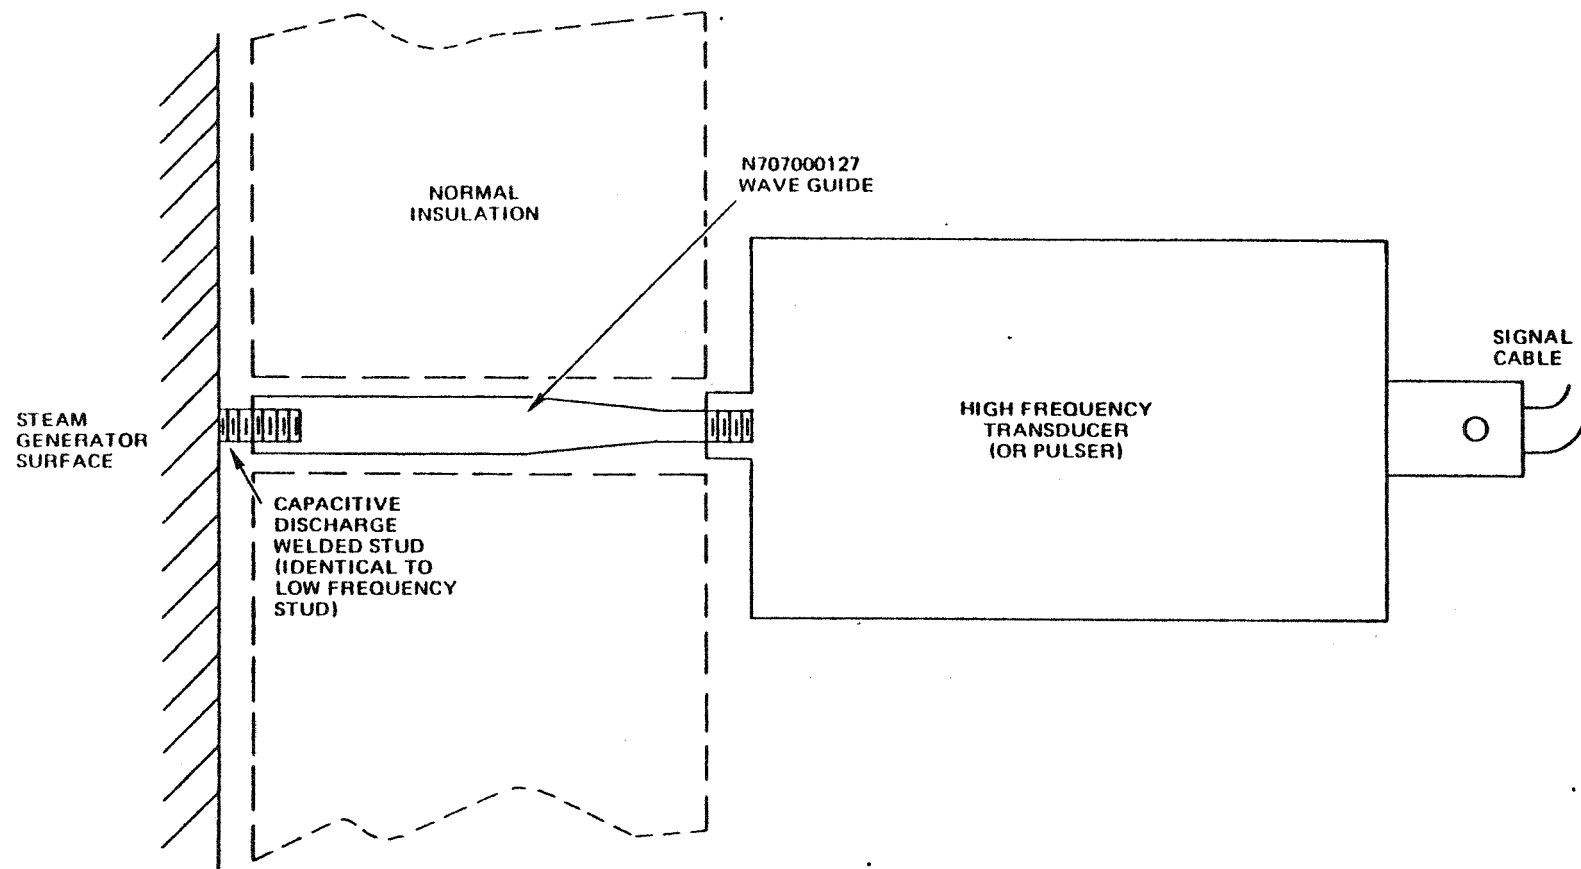 N707000127
WAVE GUIDE
NORMAL
INSULATION
SIGNAL
CABLE
STEAM
GENERATOR
SURFACE
HIGH FREQUENCY
TRANSDUCER
(OR PULSER)
CAPACITIVE
DISCHARGE
WELDED STUD
(IDENTICAL TO
LOW FREQUENCY
STUD)